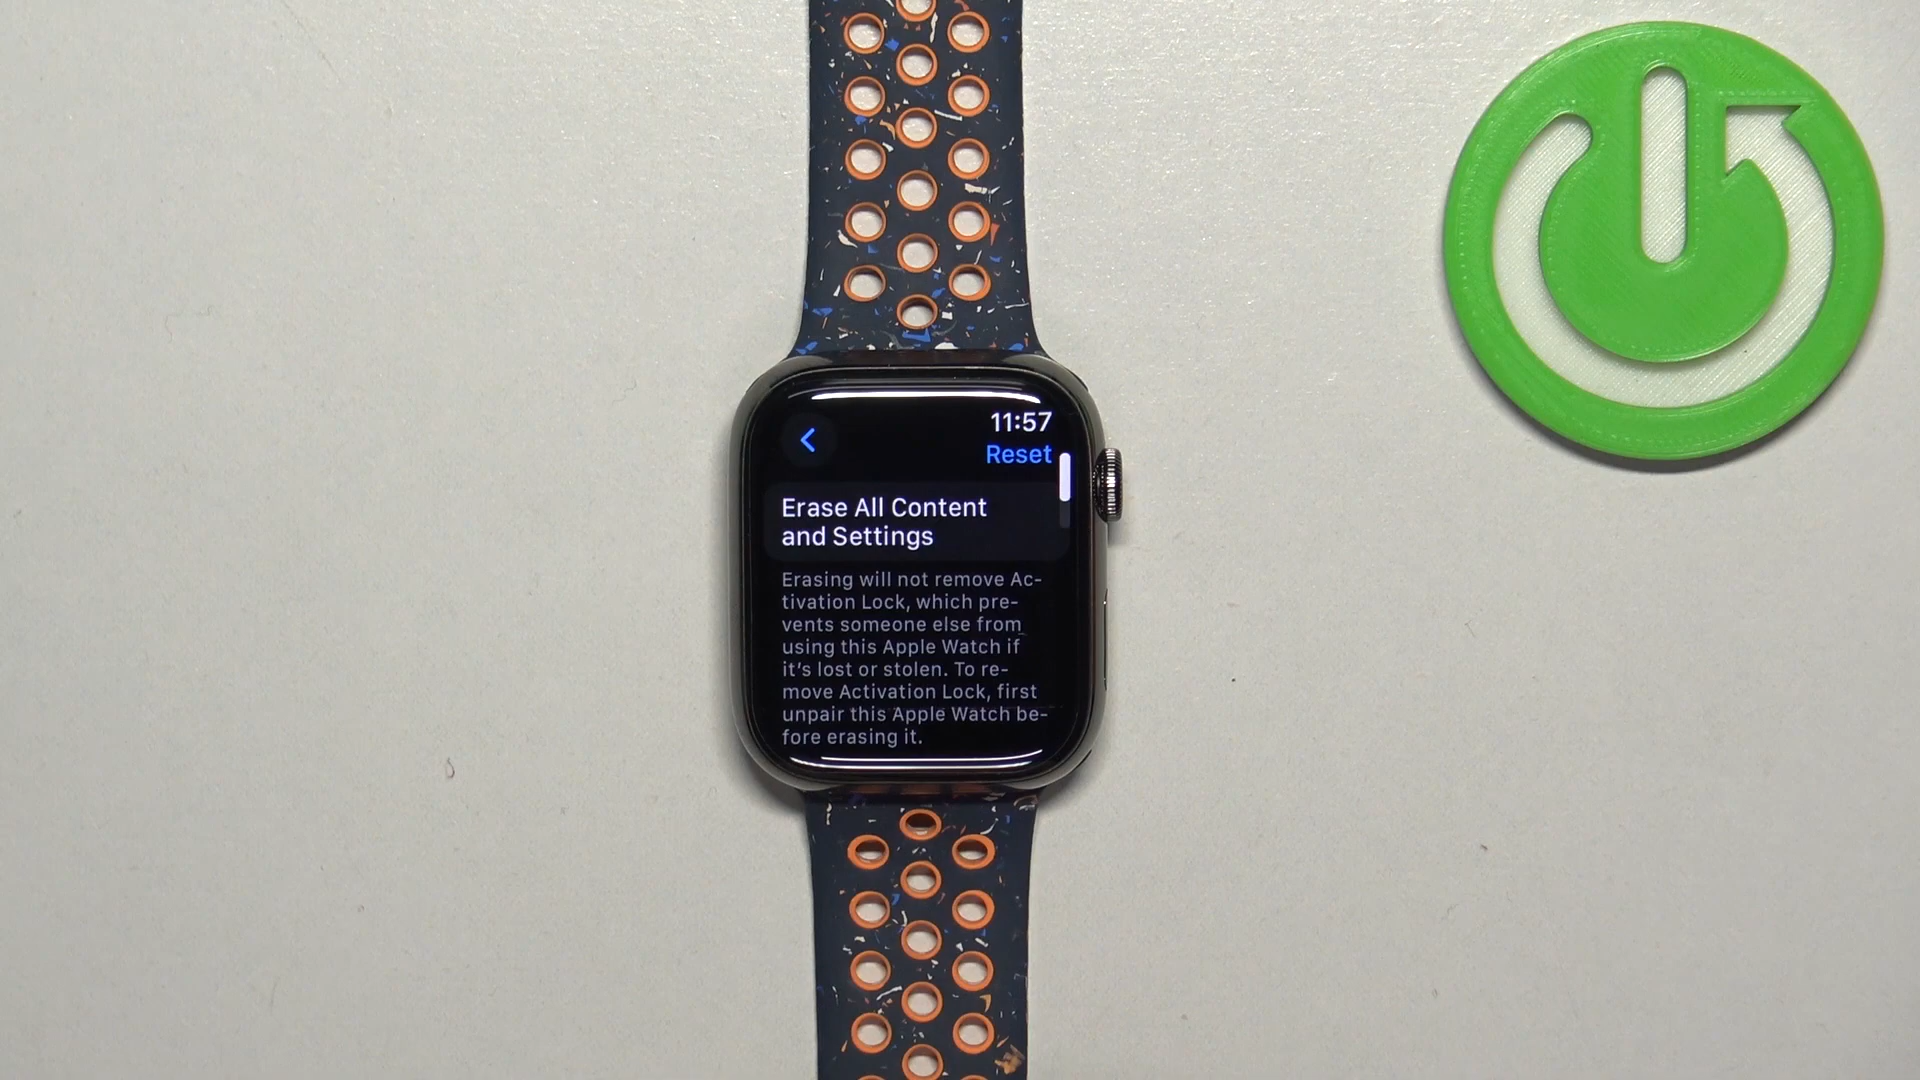 11:57
Reset
Erase All Content
and Settings
Erasing will not remove Ac-
tivation Lock, which pre-
vents someone else from
using this Apple Watch if
it's lost or stolen. To re-
move Activation Lock, first
unpair this Apple Watch be-
fore erasing it.